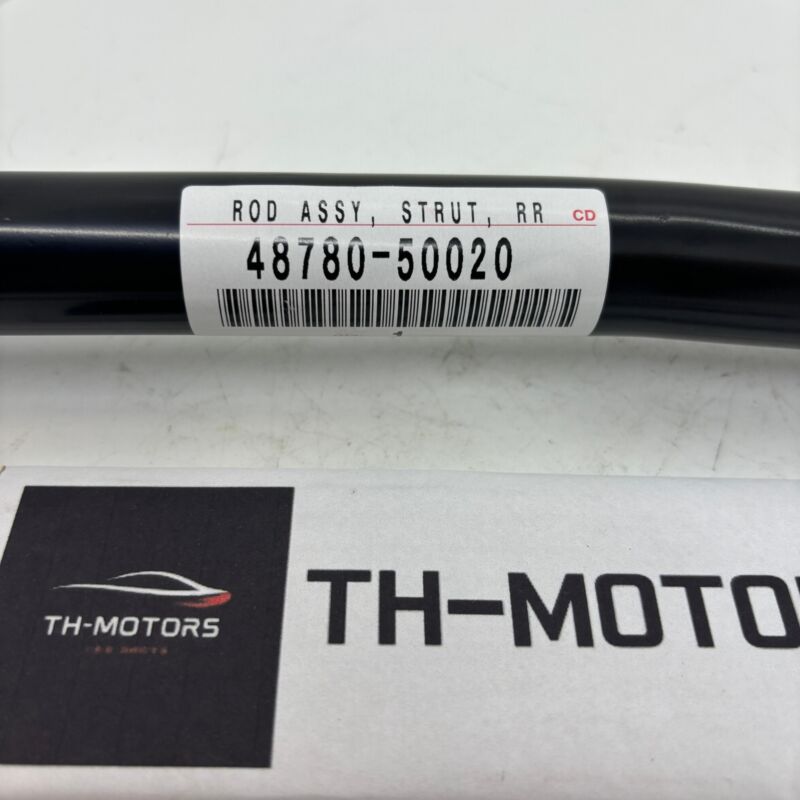 ROD ASSY, STRUT, RR CD
48780-50020
TH-MOTORS
TH-MOTO